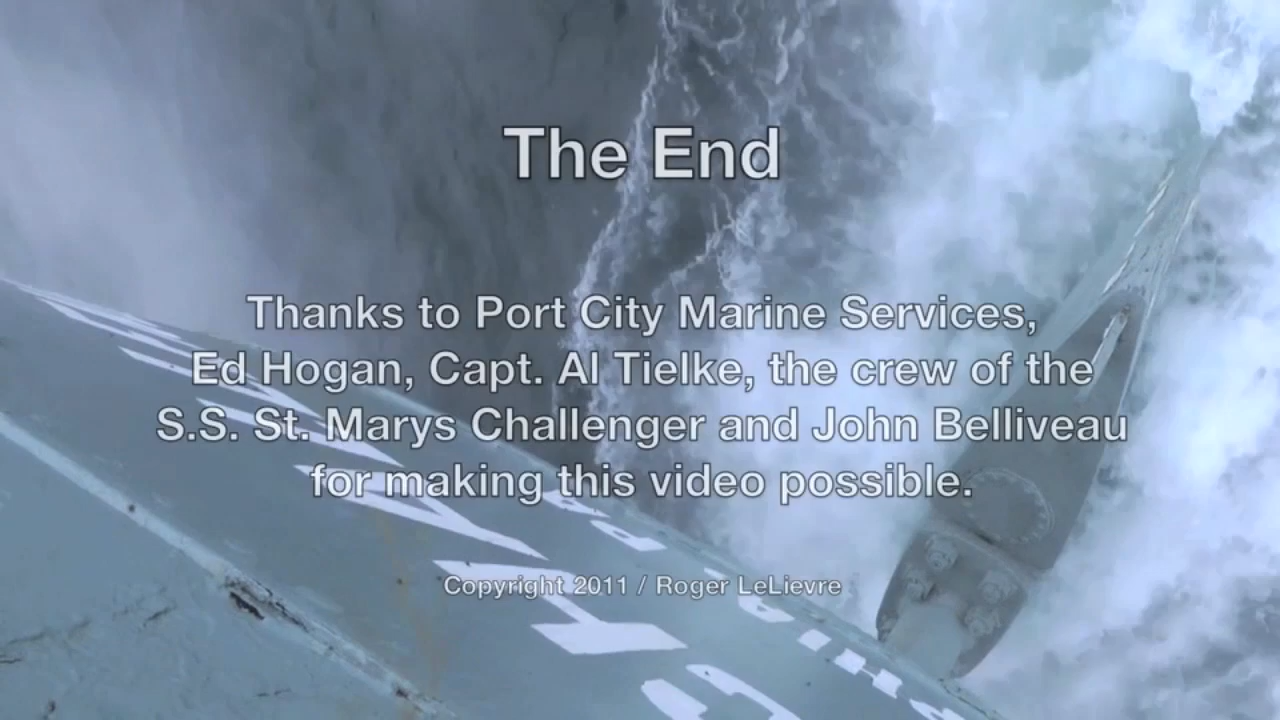 The End
Thanks to Port City Marine Services,
Ed Hogan, Capt. Al Tielke, the crew of the
S.S. St. Marys Challenger and John Belliveau
for making this video possible.
Copyright 2011 / Roger LeLievre